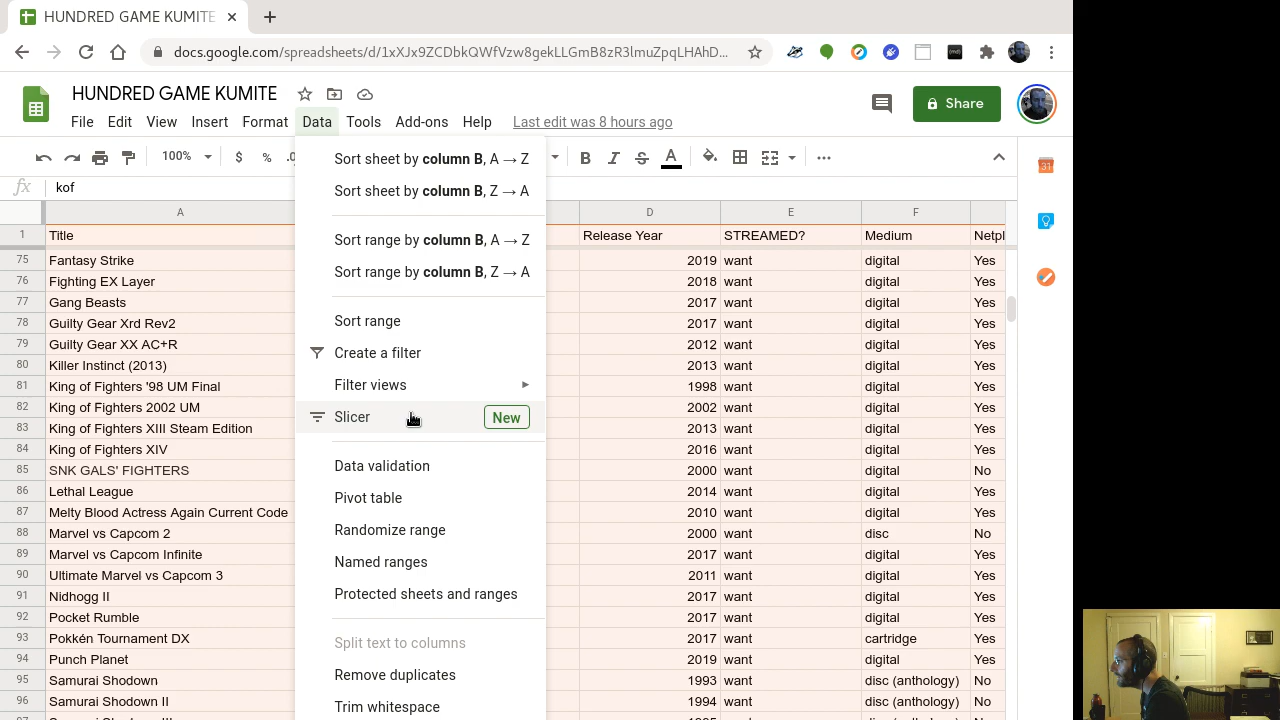 HUNDRED GAME KUMITE
docs.google.com/spreadsheets/d/1xXJx9ZCDbkQWfVzw8gekLLGmB8zR3lmuZpqLHAhD...
HUNDRED GAME KUMITE
File Edit View Insert Format Data Tools Add-ons Help Last edit was 8 hours ago
Share
100% $ % .0 B I S A
31
fx kof
A D E F
1 Title Release Year STREAMED? Medium Netpl
75 Fantasy Strike 2019 want digital Yes
76 Fighting EX Layer 2018 want digital Yes
77 Gang Beasts 2017 want digital Yes
78 Guilty Gear Xrd Rev2 2017 want digital Yes
79 Guilty Gear XX AC+R 2012 want digital Yes
80 Killer Instinct (2013) 2013 want digital Yes
81 King of Fighters '98 UM Final 1998 want digital Yes
82 King of Fighters 2002 UM 2002 want digital Yes
83 King of Fighters XIII Steam Edition 2013 want digital Yes
84 King of Fighters XIV 2016 want digital Yes
85 SNK GALS' FIGHTERS 2000 want digital No
86 Lethal League 2014 want digital Yes
87 Melty Blood Actress Again Current Code 2010 want digital Yes
88 Marvel vs Capcom 2 2000 want disc No
89 Marvel vs Capcom Infinite 2017 want digital Yes
90 Ultimate Marvel vs Capcom 3 2011 want digital Yes
91 Nidhogg II 2017 want digital Yes
92 Pocket Rumble 2017 want digital Yes
93 Pokkén Tournament DX 2017 want cartridge Yes
94 Punch Planet 2019 want digital Yes
95 Samurai Shodown 1993 want disc (anthology) No
96 Samurai Shodown II 1994 want disc (anthology) No
Sort sheet by column B, A → Z
Sort sheet by column B, Z → A
Sort range by column B, A → Z
Sort range by column B, Z → A
Sort range
Create a filter
Filter views
Slicer New
Data validation
Pivot table
Randomize range
Named ranges
Protected sheets and ranges
Split text to columns
Remove duplicates
Trim whitespace